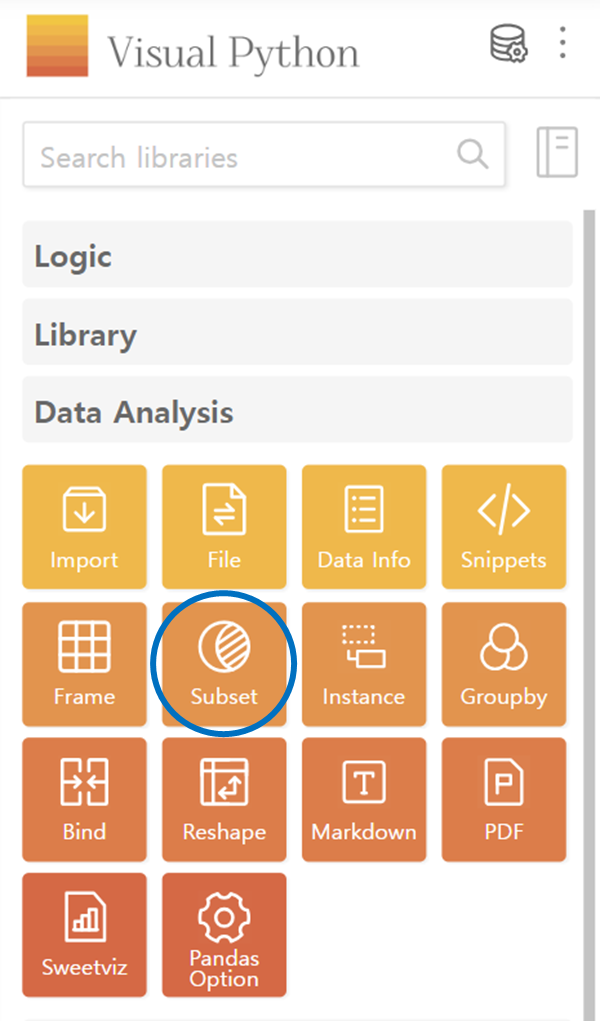 Visual Python
Search libraries
Logic
Library
Data Analysis
Import
File
Data Info
Snippets
Frame
Subset
Instance
Groupby
Bind
Reshape
Markdown
PDF
Sweetviz
Pandas
Option